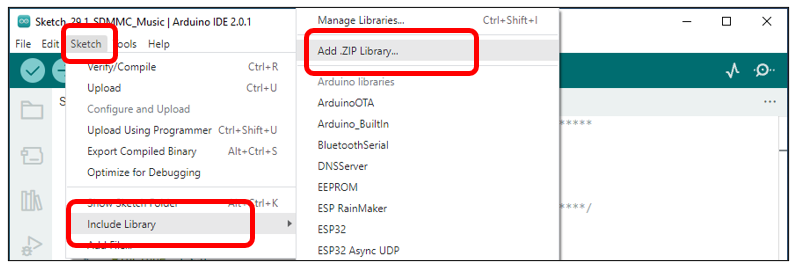 Sketch_29.1_SDMMC_Music | Arduino IDE 2.0.1
File Edit Sketch Tools Help
Verify/Compile Ctrl+R
Upload Ctrl+U
Configure and Upload
Upload Using Programmer Ctrl+Shift+U
Export Compiled Binary Alt+Ctrl+S
Optimize for Debugging
Show Sketch Folder Alt+Ctrl+K
Include Library
Add File...
Manage Libraries... Ctrl+Shift+I
Add .ZIP Library...
Arduino libraries
ArduinoOTA
Arduino_BuiltIn
BluetoothSerial
DNSServer
EEPROM
ESP RainMaker
ESP32
ESP32 Async UDP
*****
****/